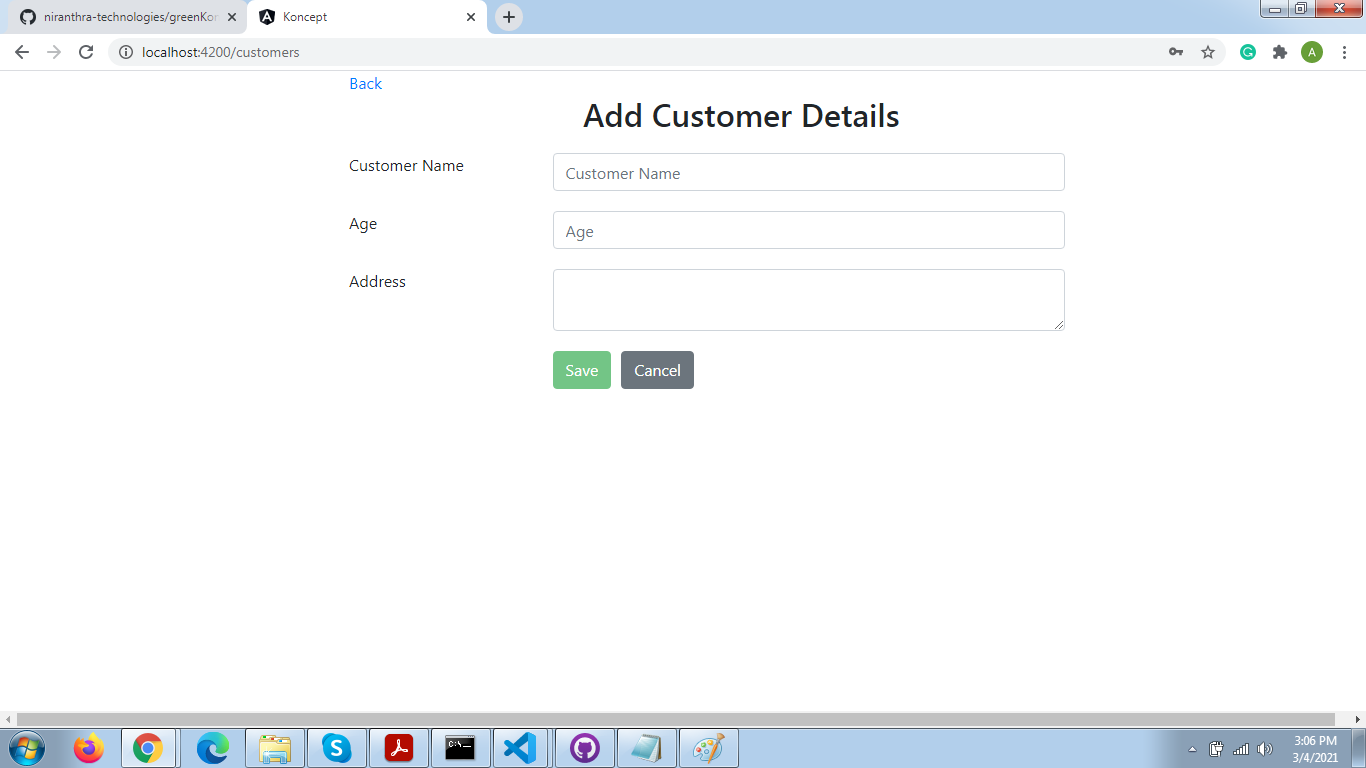 niranthra-technologies/greenKon
Koncept
localhost:4200/customers
A
Back
Add Customer Details
Customer Name
Customer Name
Age
Age
Address
Save
Cancel
3:06 PM
3/4/2021